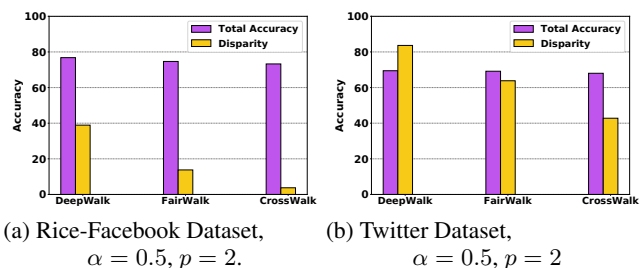 100
80
60
40
20
0
Accuracy
Total Accuracy
Disparity
DeepWalk FairWalk CrossWalk
(a) Rice-Facebook Dataset,
α = 0.5, p = 2.
100
80
60
40
20
0
Accuracy
Total Accuracy
Disparity
DeepWalk FairWalk CrossWalk
(b) Twitter Dataset,
α = 0.5, p = 2